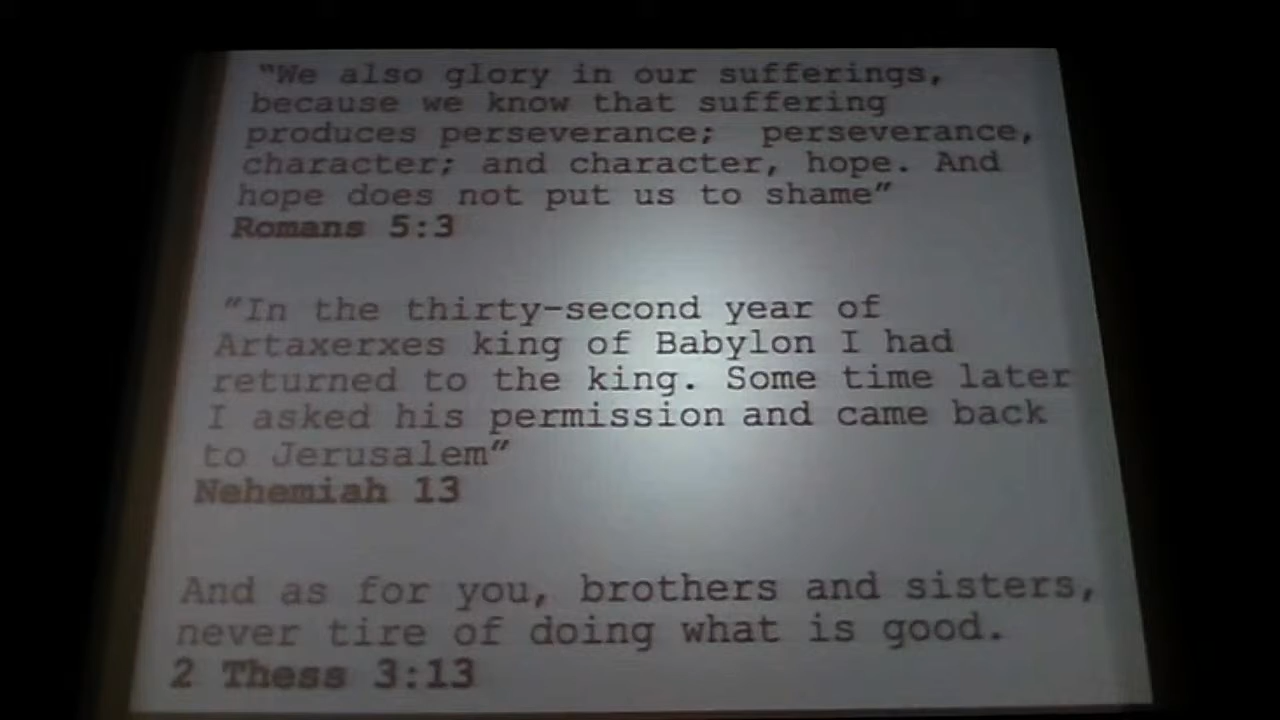 "We also glory in our sufferings,
because we know that suffering
produces perseverance; perseverance,
character; and character, hope. And
hope does not put us to shame"
Romans 5:3
"In the thirty-second year of
Artaxerxes king of Babylon I had
returned to the king. Some time later
I asked his permission and came back
to Jerusalem"
Nehemiah 13
And as for you, brothers and sisters,
never tire of doing what is good.
2 Thess 3:13